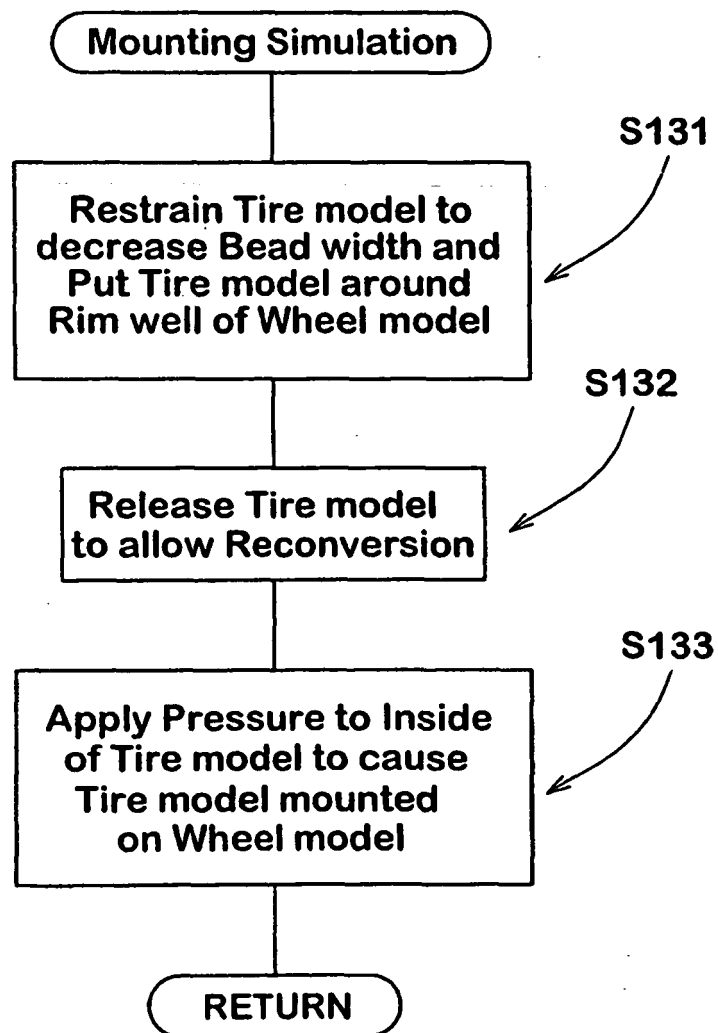 Mounting Simulation
S131
Restrain Tire model to
decrease Bead width and
Put Tire model around
Rim well of Wheel model
S132
Release Tire model
to allow Reconversion
S133
Apply Pressure to Inside
of Tire model to cause
Tire model mounted
on Wheel model
RETURN